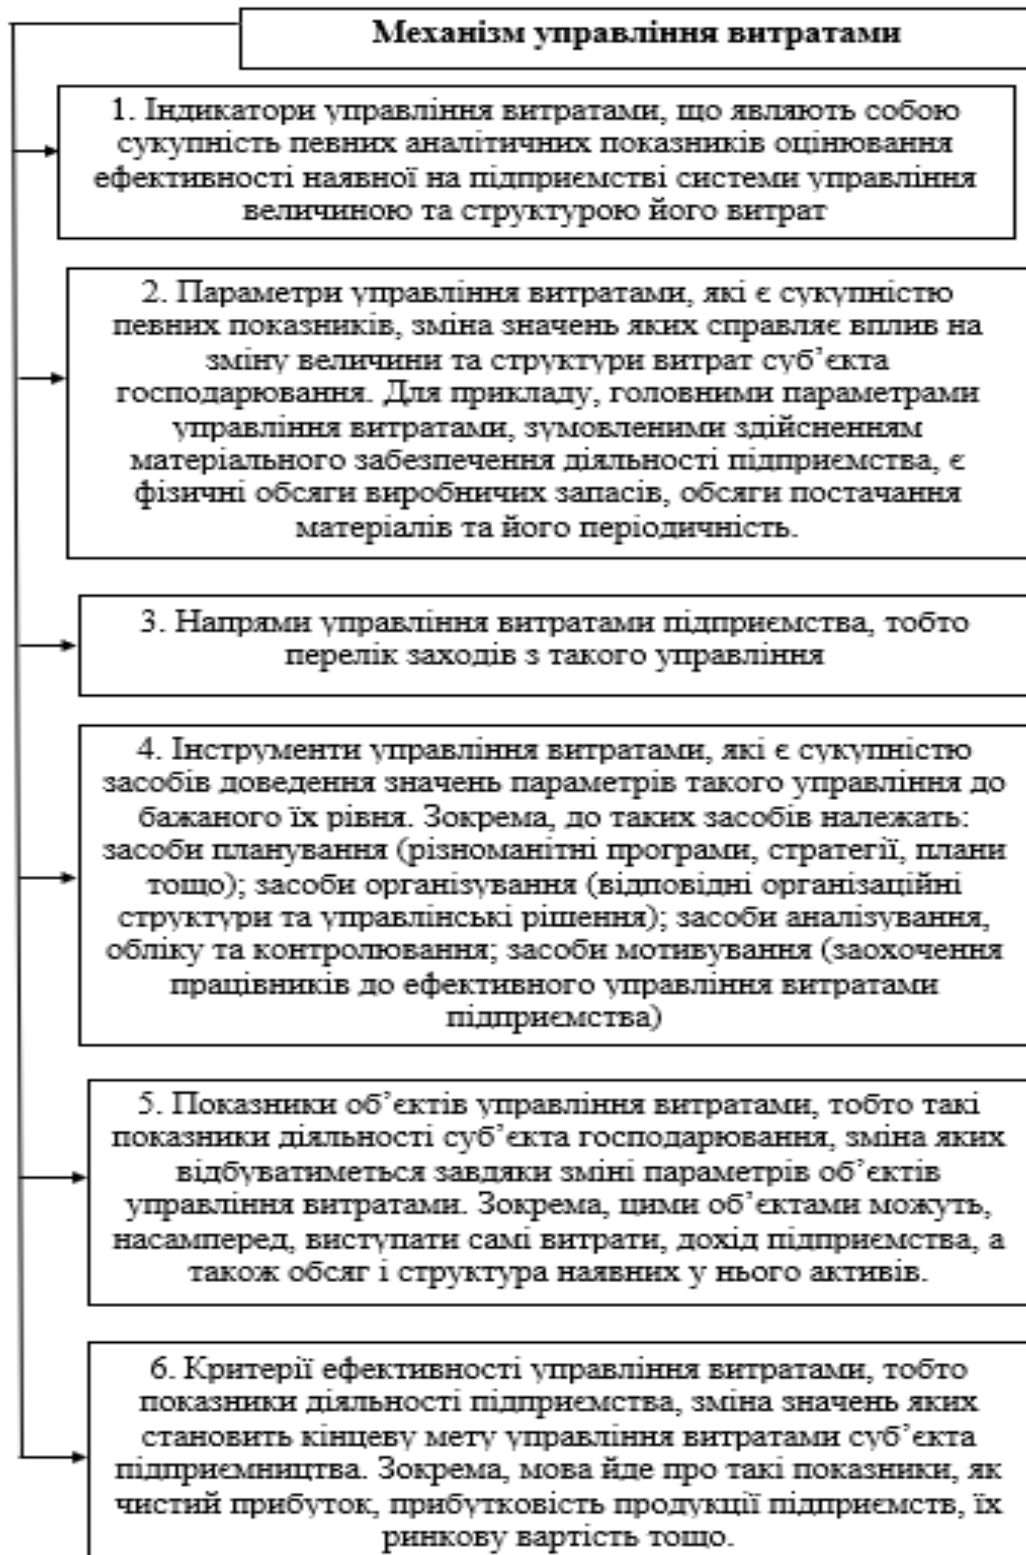 Механізм управління витратами
1. Індикатори управління витратами, що являють собою
сукупність певних аналітичних показників оцінювання
ефективності наявної на підприємстві системи управління
величиною та структурою його витрат
2. Параметри управління витратами, які є сукупністю
певних показників, зміна значень яких справляє вплив на
зміну величини та структури витрат суб’єкта
господарювання. Для прикладу, головними параметрами
управління витратами, зумовленими здійсненням
матеріального забезпечення діяльності підприємства, є
фізичні обсяги виробничих запасів, обсяги постачання
матеріалів та його періодичність.
3. Напрями управління витратами підприємства, тобто
перелік заходів з такого управління
4. Інструменти управління витратами, які є сукупністю
засобів доведення значень параметрів такого управління до
бажаного їх рівня. Зокрема, до таких засобів належать:
засоби планування (різноманітні програми, стратегії, плани
тощо); засоби організування (відповідні організаційні
структури та управлінські рішення); засоби аналізування,
обліку та контролювання; засоби мотивування (заохочення
працівників до ефективного управління витратами
підприємства)
5. Показники об’єктів управління витратами, тобто такі
показники діяльності суб’єкта господарювання, зміна яких
відбуватиметься завдяки зміні параметрів об’єктів
управління витратами. Зокрема, цими об’єктами можуть,
насамперед, виступати самі витрати, дохід підприємства, а
також обсяг і структура наявних у нього активів.
6. Критерії ефективності управління витратами, тобто
показники діяльності підприємства, зміна значень яких
становить кінцеву мету управління витратами суб’єкта
підприємництва. Зокрема, мова йде про такі показники, як
чистий прибуток, прибутковість продукції підприємств, їх
ринкову вартість тощо.